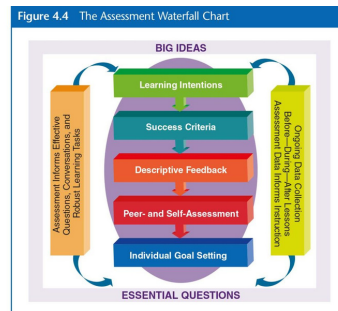 Figure 4.4 The Assessment Waterfall Chart
BIG IDEAS
Assessment Informs Effective
Questions, Conversations, and
Robust Learning Tasks
Learning Intentions
Success Criteria
Descriptive Feedback
Peer- and Self-Assessment
Individual Goal Setting
Ongoing Data Collection
Before—During—After Lessons
Assessment Data Informs Instruction
ESSENTIAL QUESTIONS